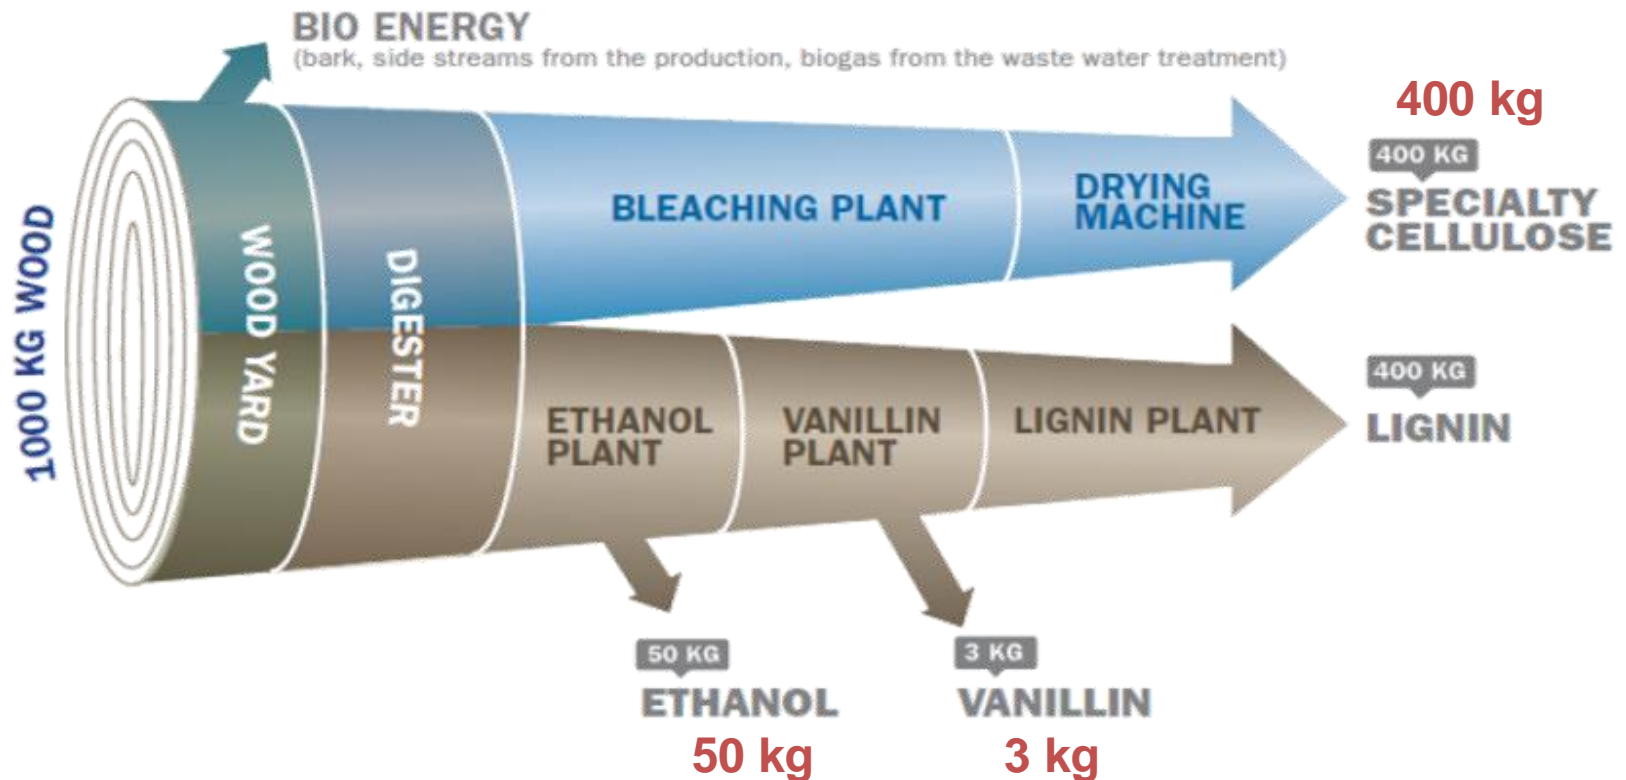 BIO ENERGY
(bark, side streams from the production, biogas from the waste water treatment)
1000 KG WOOD
WOOD YARD
DIGESTER
BLEACHING PLANT
DRYING
MACHINE
400 kg
400 KG
SPECIALTY
CELLULOSE
ETHANOL
PLANT
VANILLIN
PLANT
LIGNIN PLANT
400 KG
LIGNIN
50 KG
ETHANOL
50 kg
3 KG
VANILLIN
3 kg